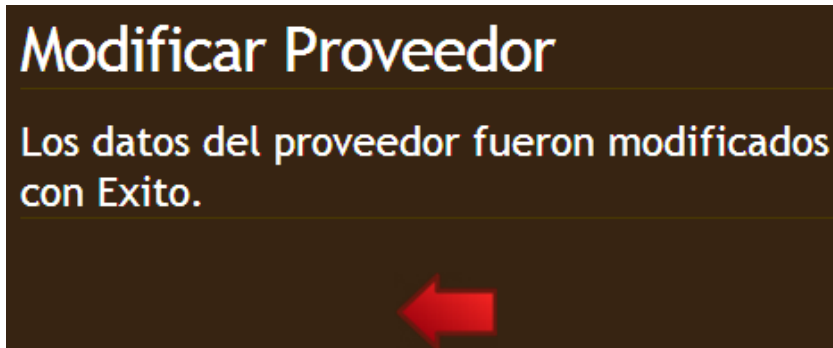 Modificar Proveedor
Los datos del proveedor fueron modificados
con Exito.